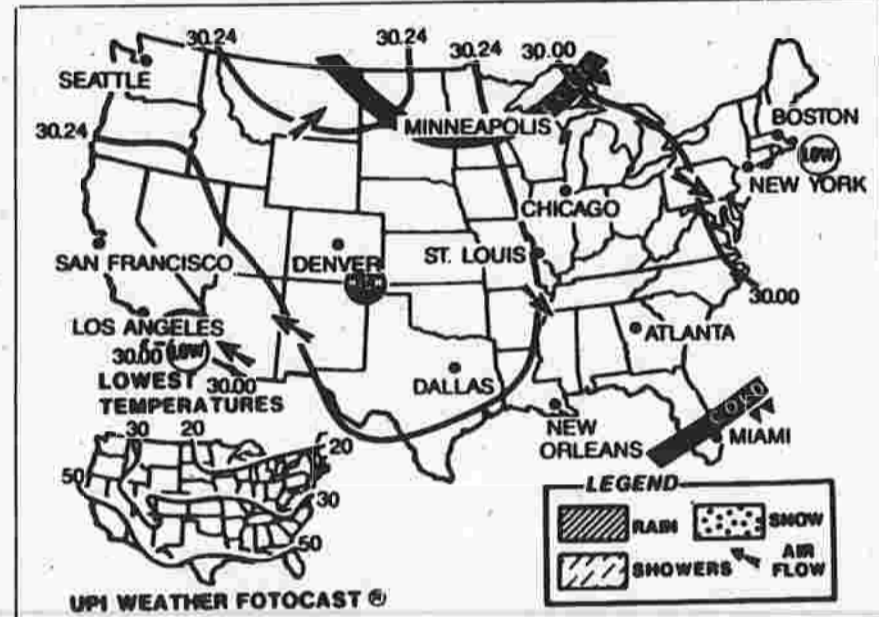 30.24
30.24
30.24
30.00
SEATTLE
30.24
MINNEAPOLIS
BOSTON
LOW
NEW YORK
CHICAGO
SAN FRANCISCO
DENVER
ST. LOUIS
30.00
LOS ANGELES
ATLANTA
30.00
LOW
30.00
DALLAS
LOWEST
TEMPERATURES
COLD
NEW
ORLEANS
MIAMI
30
20
20
50
30
50
LEGEND
RAIN
SNOW
SHOWERS
AIR
FLOW
UPI WEATHER FOTOCAST ®